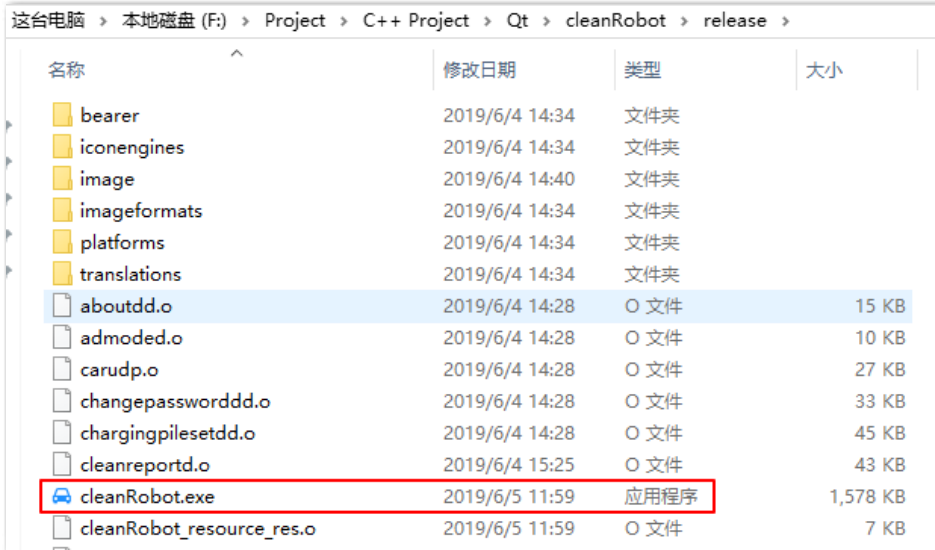 这台电脑 > 本地磁盘 (F:) > Project > C++ Project > Qt > cleanRobot > release >
名称 修改日期 类型 大小
bearer 2019/6/4 14:34 文件夹
iconengines 2019/6/4 14:34 文件夹
image 2019/6/4 14:40 文件夹
imageformats 2019/6/4 14:34 文件夹
platforms 2019/6/4 14:34 文件夹
translations 2019/6/4 14:34 文件夹
aboutdd.o 2019/6/4 14:28 O 文件 15 KB
admoded.o 2019/6/4 14:28 O 文件 10 KB
carudp.o 2019/6/4 14:28 O 文件 27 KB
changepassworddd.o 2019/6/4 14:28 O 文件 33 KB
chargingpilesetdd.o 2019/6/4 14:28 O 文件 45 KB
cleanreportd.o 2019/6/4 15:25 O 文件 43 KB
cleanRobot.exe 2019/6/5 11:59 应用程序 1,578 KB
cleanRobot_resource_res.o 2019/6/5 11:59 O 文件 7 KB